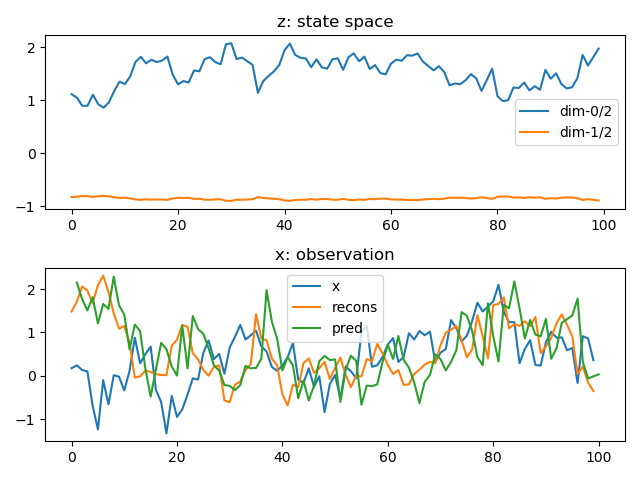 z: state space
2
1
0
−1
dim-0/2
dim-1/2
0 20 40 60 80 100
x: observation
2
1
0
−1
x
recons
pred
0 20 40 60 80 100